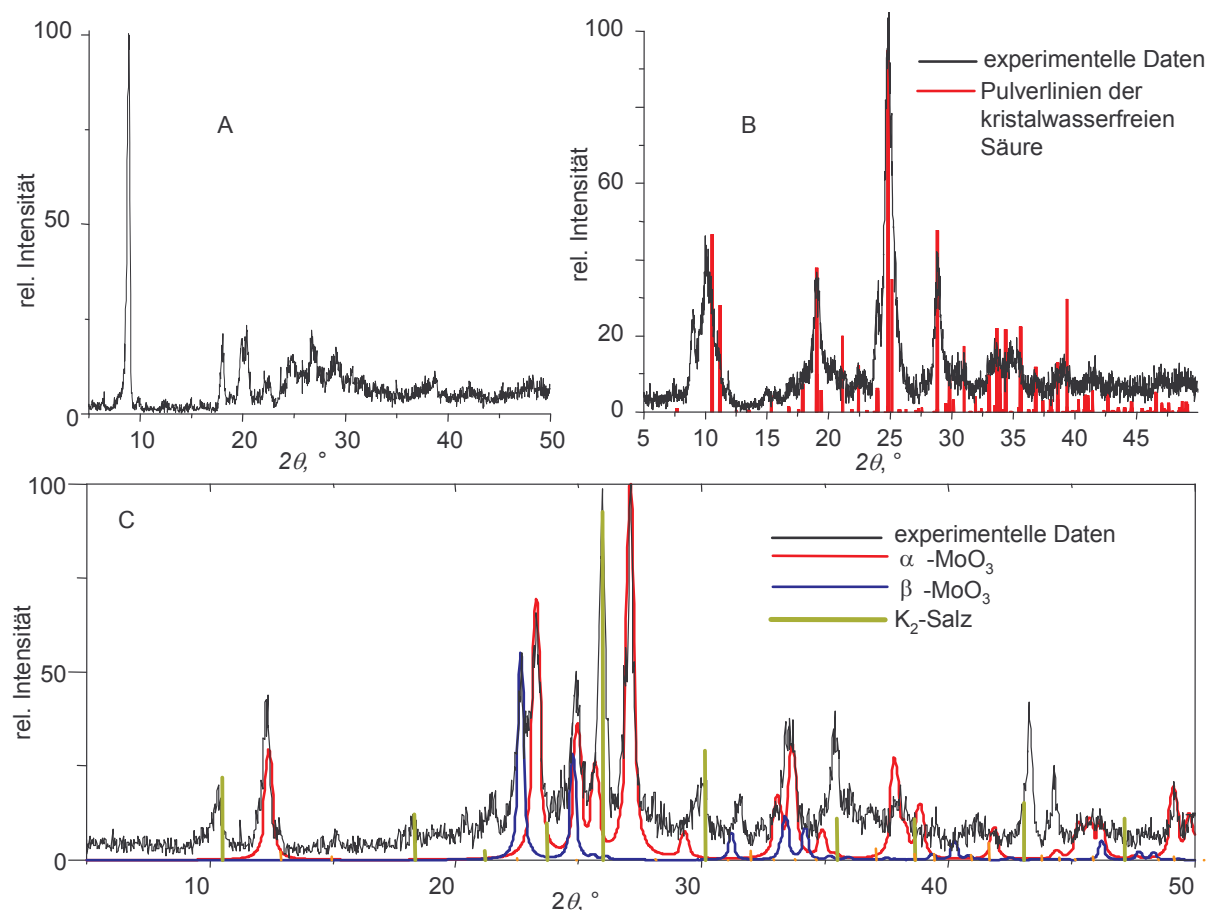 100
50
0
rel. Intensität
A
10
20
30
40
50
2θ, °
100
60
20
0
rel. Intensität
B
experimentelle Daten
Pulverlinien der
kristalwasserfreien
Säure
5
10
15
20
25
30
35
40
45
2θ, °
100
50
0
rel. Intensität
C
experimentelle Daten
α -MoO₃
β -MoO₃
K₂-Salz
10
20
30
40
50
2θ, °